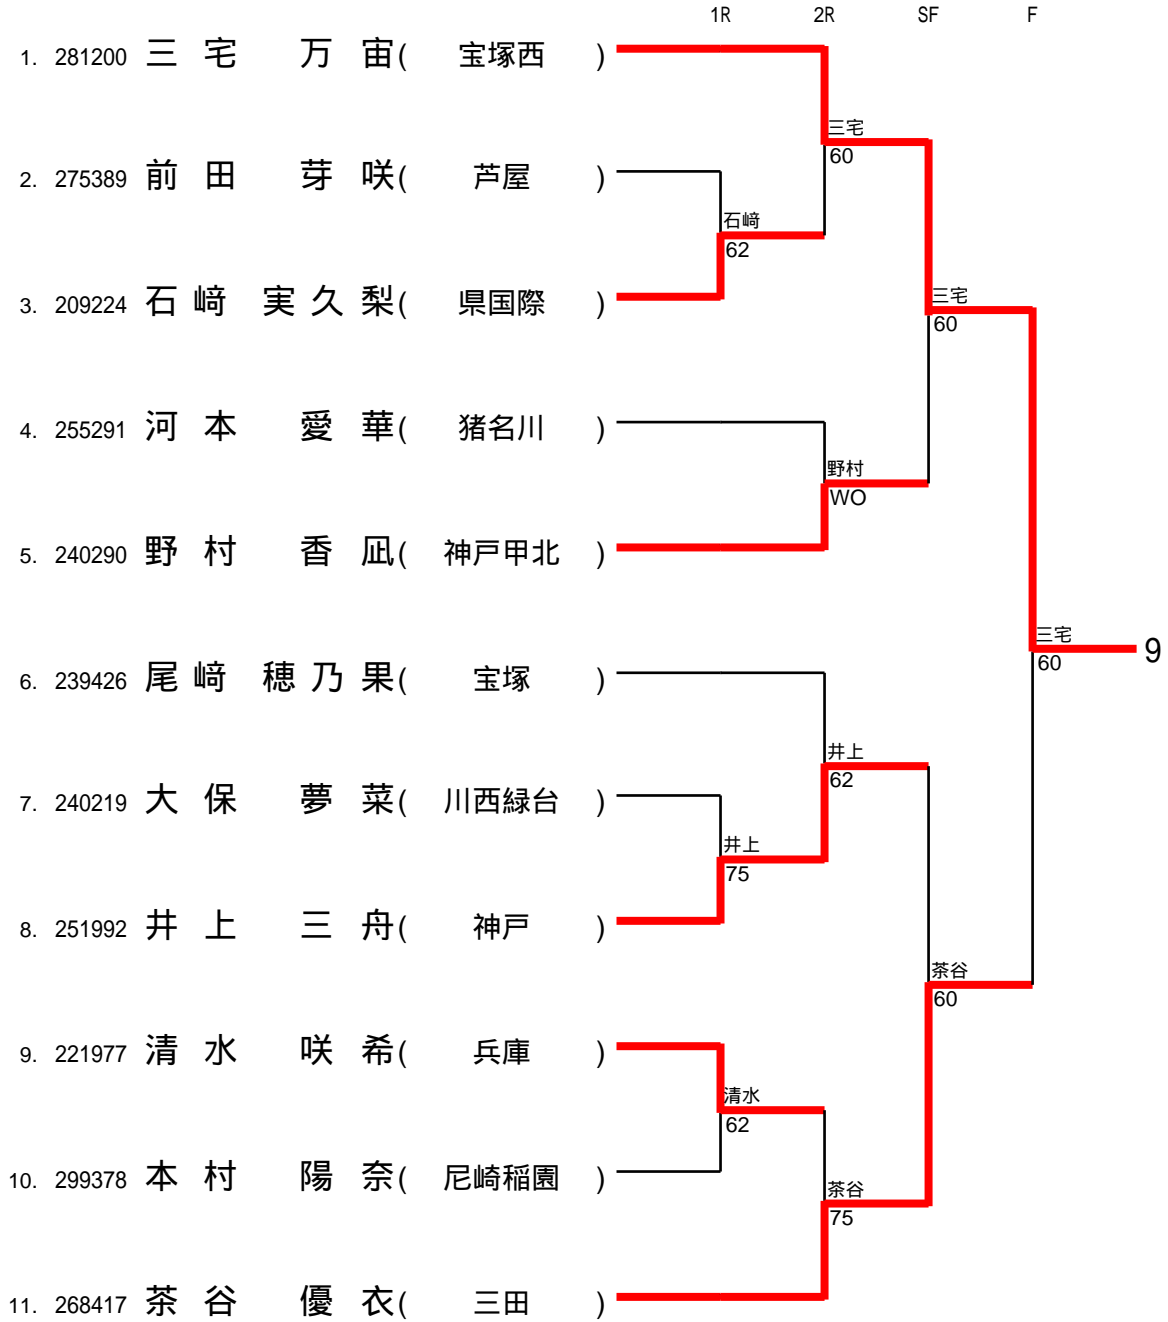 1R 2R SF F
1. 281200 三宅 万宙( 宝塚西 )
三宅
60
2. 275389 前田 芽咲( 芦屋 )
石﨑
62
3. 209224 石﨑 実久梨( 県国際 )
三宅
60
4. 255291 河本 愛華( 猪名川 )
野村
WO
5. 240290 野村 香凪( 神戸甲北 )
三宅
60
9
6. 239426 尾﨑 穂乃果( 宝塚 )
井上
62
7. 240219 大保 夢菜( 川西緑台 )
井上
75
8. 251992 井上 三舟( 神戸 )
茶谷
60
9. 221977 清水 咲希( 兵庫 )
清水
62
10. 299378 本村 陽奈( 尼崎稲園 )
茶谷
75
11. 268417 茶谷 優衣( 三田 )